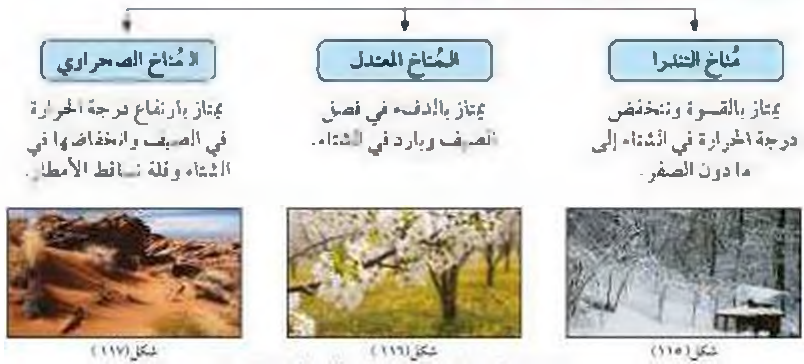 مُناخ التندرا
يمتاز بالقسوة وتنخفض
درجة الحرارة في الشتاء إلى
ما دون الصفر.
شكل (١١٥)
المُناخ المعتدل
يمتاز بالدفء في فصل
الصيف وبارد في الشتاء.
شكل (١١٦)
المُناخ الصحراوي
يمتاز بارتفاع درجة الحرارة
في الصيف وانخفاضها في
الشتاء وقلة تساقط الأمطار.
شكل (١١٧)